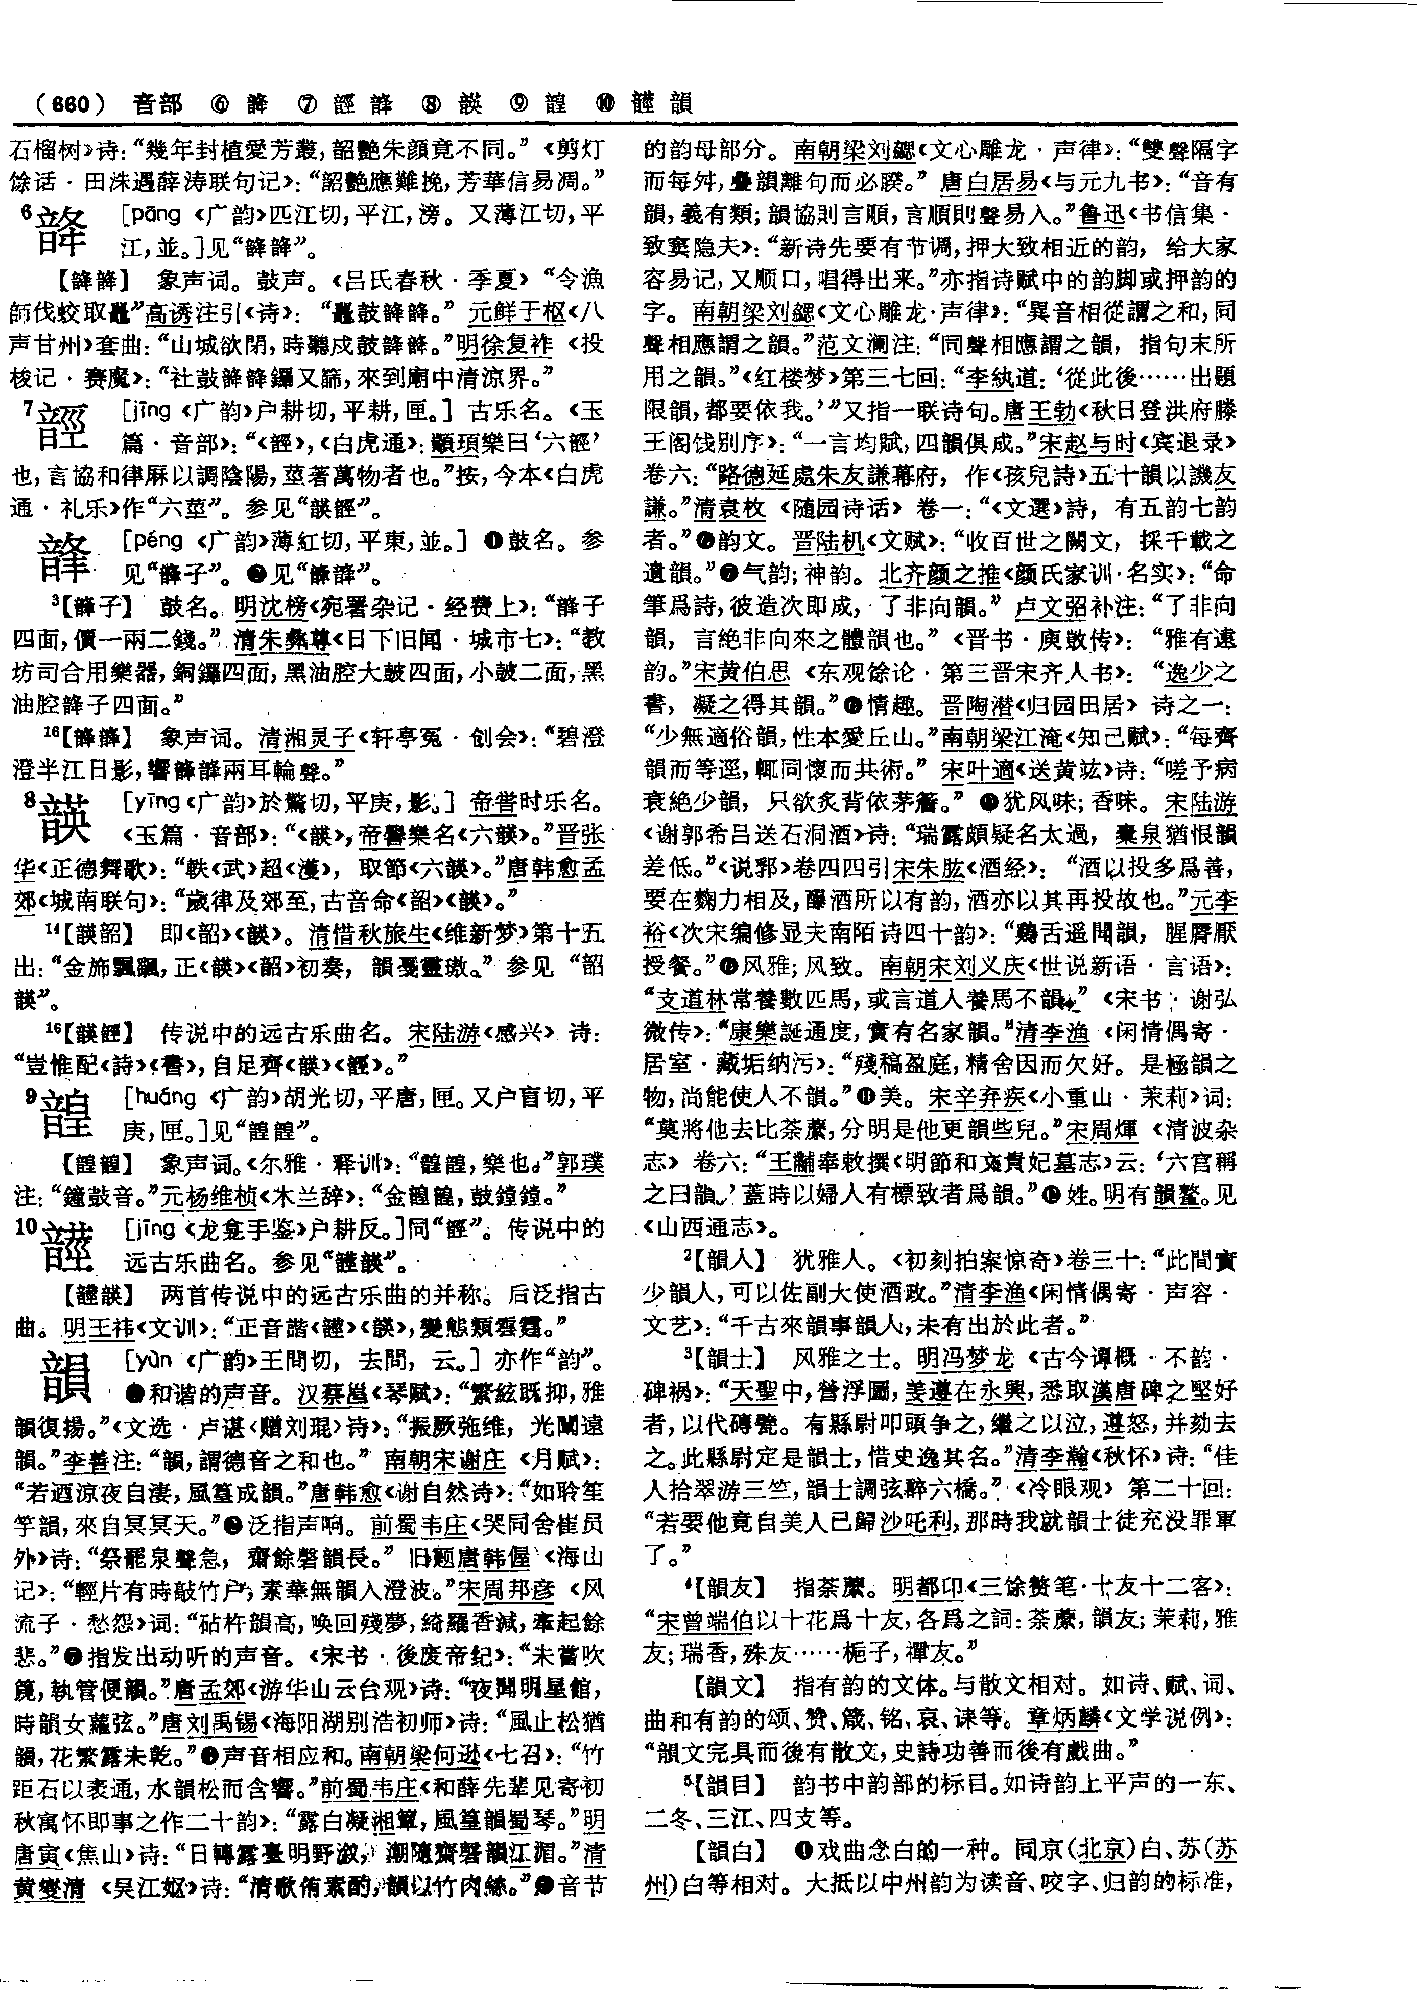 (660) 音部 ⑥ 韸 ⑦ 䪫 韼 ⑧ 韺 ⑨ 韹 ⑩ 韻
石榴树》诗：“幾年封植愛芳叢，韶艷朱顔竟不同。”《剪灯
馀话·田洙遇薛涛联句记》：“韶艷應難挽，芳華信易凋。”
6 韸 [pāng《广韵》匹江切，平江，滂。又薄江切，平
江，並。]见“韸韸”。
【韸韸】 象声词。鼓声。《吕氏春秋·季夏》“令漁
師伐蛟取鼉”高诱注引《诗》：“鼉鼓韸韸。”元鲜于枢《八
声甘州》套曲：“山城欲閉，時聽戍鼓韸韸。”明徐复祚《投
梭记·赛魔》：“社鼓韸韸鑼又篩，來到廟中清涼界。”
7 䪫 [jīng《广韵》户耕切，平耕，匣。] 古乐名。《玉
篇·音部》：“《䪫》，《白虎通》：顓頊樂曰‘六䪫’
也，言協和律厤以調陰陽，莖著萬物者也。”按，今本《白虎
通·礼乐》作“六莖”。参见“韺䪫”。
[péng《广韵》薄紅切，平東，並。] ❶鼓名。参
³【韼子】 鼓名。明沈榜《宛署杂记·经费上》：“韼子
四面，價一兩二錢。”清朱彝尊《日下旧闻·城市七》：“教
坊司合用樂器，銅鑼四面，黑油腔大鼓四面，小鼓二面，黑
油腔韼子四面。”
象声词。清湘灵子《轩亭冤·创会》：“碧澄
澄半江日影，響韼韼兩耳輪聲。”
8 韺 [yīng《广韵》於驚切，平庚，影。] 帝喾时乐名。
《玉篇·音部》：“《韺》，帝嚳樂名《六韺》。”晋张
华《正德舞歌》：“軼《武》超《濩》，取節《六韺》。”唐韩愈孟
郊《城南联句》：“歲律及郊至，古音命《韶》《韺》。”
¹⁴【韺韶】 即《韶》《韺》。清惜秋旅生《维新梦》第十五
出：“金斾飄颻，正《韺》《韶》初奏，韻戛靈璈。”参见“韶
韺”。
¹⁶【韺䪫】 传说中的远古乐曲名。宋陆游《感兴》诗：
“豈惟配《詩》《書》，自足齊《韺》《䪫》。”
9 韹 [huáng《广韵》胡光切，平唐，匣。又户盲切，平
庚，匣。]见“韹韹”。
【韹韹】 象声词。《尔雅·释训》：“韹韹，樂也。”郭璞
注：“鐘鼓音。”元杨维桢《木兰辞》：“金韹韹，鼓鏜鏜。”
10 [jīng《龙龛手鉴》户耕反。]同“䪫”。传说中的
远古乐曲名。
两首传说中的远古乐曲的并称。后泛指古
曲。明王祎《文训》：
韻 [yùn《广韵》王問切，去問，云。] 亦作“韵”。
❶和谐的声音。汉蔡邕《琴赋》：“繁絃既抑，雅
韻復揚。”《文选·卢谌〈赠刘琨〉诗》：“振厥弛维，光闡遠
韻。”李善注：“韻，謂德音之和也。”南朝宋谢庄《月赋》：
“若迺涼夜自淒，風篁成韻。”唐韩愈《谢自然诗》：“如聆笙
竽韻，來自冥冥天。”❷泛指声响。前蜀韦庄《哭同舍崔员
外》诗：“祭罷泉聲急，齋餘磬韻長。”旧题唐韩偓《海山
记》：“輕片有時敲竹户，素華無韻入澄波。”宋周邦彦《风
流子·愁怨》词：“砧杵韻高，唤回殘夢，綺羅香減，牽起餘
悲。”❸指发出动听的声音。《宋书·後废帝纪》：“未嘗吹
篪，執管便韻。”唐孟郊《游华山云台观》诗：“夜聞明星館，
時韻女蘿弦。”唐刘禹锡《海阳湖别浩初师》诗：“風止松猶
韻，花繁露未乾。”❹声音相应和。南朝梁何逊《七召》：“竹
距石以表通，水韻松而含響。”前蜀韦庄《和薛先辈见寄初
秋寓怀即事之作二十韵》：“露白凝湘簟，風篁韻蜀琴。”明
唐寅《焦山》诗：“日轉露臺明野溆，潮隨齋磬韻江湄。”清
黄燮清《吴江妪》诗：“清歌侑素酌，韻以竹肉絲。”❺音节
的韵母部分。南朝梁刘勰《文心雕龙·声律》：“雙聲隔字
而每舛，疊韻離句而必睽。”唐白居易《与元九书》：“音有
韻，義有類；韻協則言順，言順則聲易入。”鲁迅《书信集·
致窦隐夫》：“新诗先要有节调，押大致相近的韵，给大家
容易记，又顺口，唱得出来。”亦指诗赋中的韵脚或押韵的
字。南朝梁刘勰《文心雕龙·声律》：“異音相從謂之和，同
聲相應謂之韻。”范文澜注：“同聲相應謂之韻，指句末所
用之韻。”《红楼梦》第三七回：“李紈道：‘從此後……出題
限韻，都要依我。’”又指一联诗句。唐王勃《秋日登洪府滕
王阁饯别序》：“一言均賦，四韻俱成。”宋赵与时《宾退录》
卷六：“路德延處朱友謙幕府，作《孩兒詩》五十韻以譏友
謙。”清袁枚《随园诗话》卷一：“《文選》詩，有五韵七韵
者。”❻韵文。晋陆机《文赋》：“收百世之闕文，採千載之
遺韻。”❼气韵；神韵。北齐颜之推《颜氏家训·名实》：“命
筆爲詩，彼造次即成，了非向韻。”卢文弨补注：“了非向
韻，言絶非向來之體韻也。”《晋书·庾敳传》：“雅有遠
韵。”宋黄伯思《东观馀论·第三晋宋齐人书》：“逸少之
書，凝之得其韻。”❽情趣。晋陶潜《归园田居》诗之一：
“少無適俗韻，性本愛丘山。”南朝梁江淹《知己赋》：“每齊
韻而等逕，輒同懷而共術。”宋叶適《送黄竑》诗：“嗟予病
衰絶少韻，只欲炙背依茅簷。”❾犹风味；香味。宋陆游
《谢郭希吕送石洞酒》诗：“瑞露頗疑名太過，橐泉猶恨韻
差低。”《说郛》卷四四引宋朱肱《酒经》：“酒以投多爲善，
要在麴力相及，醸酒所以有韵，酒亦以其再投故也。”元李
裕《次宋编修显夫南陌诗四十韵》：“鷄舌遥聞韻，腥脣厭
授餐。”❿风雅；风致。南朝宋刘义庆《世说新语·言语》：
“支道林常養數匹馬，或言道人養馬不韻。”《宋书·谢弘
微传》：“康樂誕通度，實有名家韻。”清李渔《闲情偶寄·
居室·藏垢纳污》：“殘稿盈庭，精舍因而欠好。是極韻之
物，尚能使人不韻。”⓫美。宋辛弃疾《小重山·茉莉》词：
“莫將他去比荼䕷，分明是他更韻些兒。”宋周煇《清波杂
志》卷六：“王黼奉敕撰《明節和文貴妃墓志》云：‘六宫稱
之曰韻。’蓋時以婦人有標致者爲韻。”⓬姓。明有韻鰲。见
《山西通志》。
²【韻人】 犹雅人。《初刻拍案惊奇》卷三十：“此間實
少韻人，可以佐副大使酒政。”清李渔《闲情偶寄·声容·
文艺》：“千古來韻事韻人，未有出於此者。”
³【韻士】 风雅之士。明冯梦龙《古今谭概·不韵·
碑祸》：“天聖中，營浮圖，姜遵在永興，悉取漢唐碑之堅好
者，以代磚甓。有縣尉叩頭争之，繼之以泣，遵怒，并劾去
之。此縣尉定是韻士，惜史逸其名。”清李瀚《秋怀》诗：“佳
人拾翠游三竺，韻士調弦醉六橋。”《冷眼观》第二十回：
“若要他竟自美人已歸沙吒利，那時我就韻士徒充没罪軍
了。”
⁴【韻友】 指荼䕷。明都卬《三馀赘笔·十友十二客》：
“宋曾端伯以十花爲十友，各爲之詞：荼䕷，韻友；茉莉，雅
友；瑞香，殊友……栀子，禪友。”
【韻文】 指有韵的文体。与散文相对。如诗、赋、词、
曲和有韵的颂、赞、箴、铭、哀、诔等。章炳麟《文学说例》：
“韻文完具而後有散文，史詩功善而後有戲曲。”
⁵【韻目】 韵书中韵部的标目。如诗韵上平声的一东、
二冬、三江、四支等。
【韻白】 ❶戏曲念白的一种。同京（北京）白、苏（苏
州）白等相对。大抵以中州韵为读音、咬字、归韵的标准，